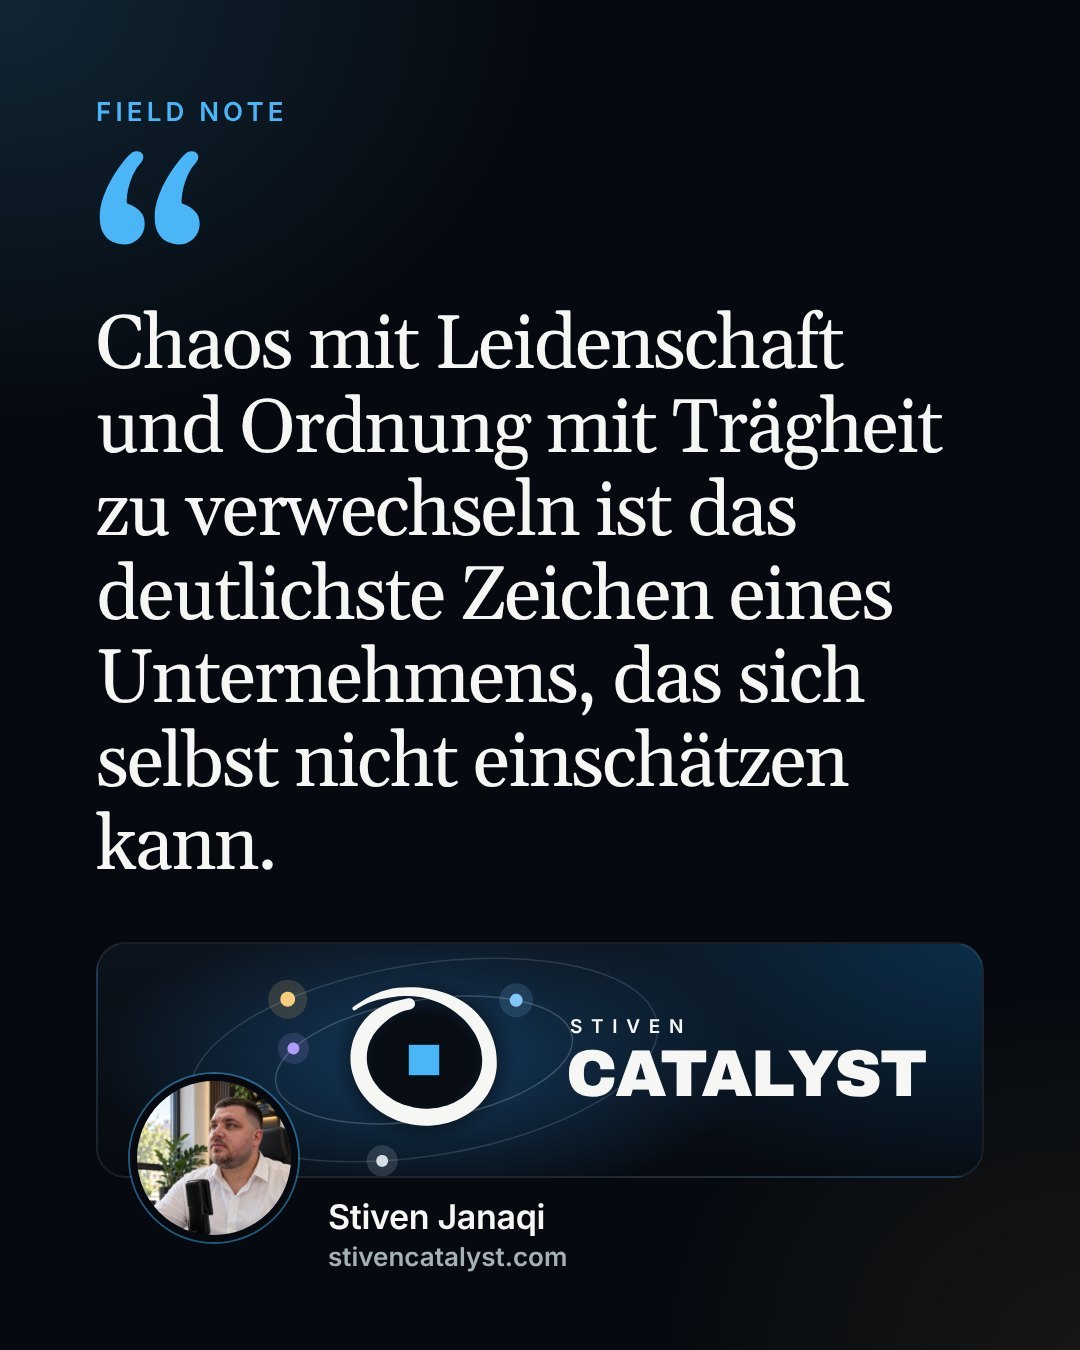 FIELD NOTE
“
Chaos mit Leidenschaft
und Ordnung mit Trägheit
zu verwechseln ist das
deutlichste Zeichen eines
Unternehmens, das sich
selbst nicht einschätzen
kann.
STIVEN
CATALYST
Stiven Janaqi
stivencatalyst.com